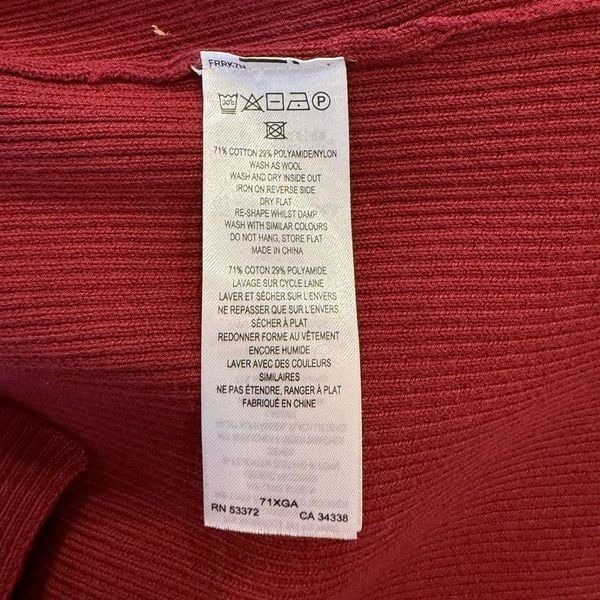 30°C
P
71% COTTON 29% POLYAMIDE/NYLON
WASH AS WOOL
WASH AND DRY INSIDE OUT
IRON ON REVERSE SIDE
DRY FLAT
RE-SHAPE WHILST DAMP
WASH WITH SIMILAR COLOURS
DO NOT HANG, STORE FLAT
MADE IN CHINA
71% COTTON 29% POLYAMIDE
LAVAGE SUR CYCLE LAINE
LAVER ET SÉCHER SUR L'ENVERS
NE REPASSER QUE SUR L'ENVERS
SÉCHER À PLAT
REDONNER FORME AU VÊTEMENT
ENCORE HUMIDE
LAVER AVEC DES COULEURS
SIMILAIRES
NE PAS ÉTENDRE, RANGER À PLAT
FABRIQUÉ EN CHINE
71XGA
RN 53372 CA 34338